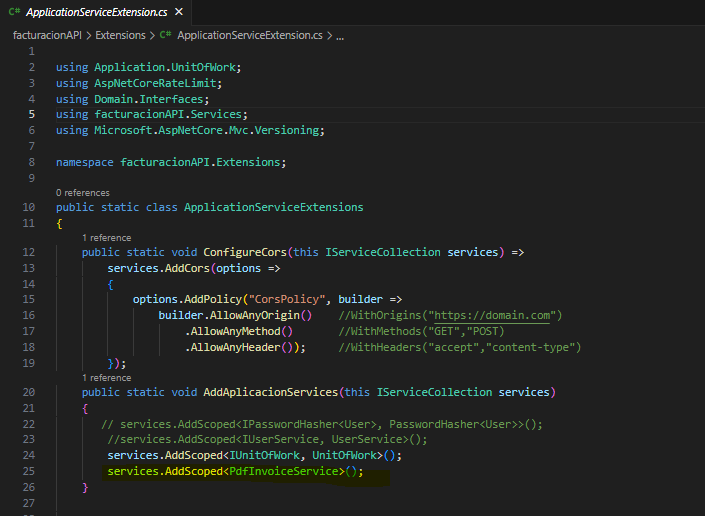 C# ApplicationServiceExtension.cs ×
facturacionAPI > Extensions > C# ApplicationServiceExtension.cs > ...
1
2 using Application.UnitOfWork;
3 using AspNetCoreRateLimit;
4 using Domain.Interfaces;
5 using facturacionAPI.Services;
6 using Microsoft.AspNetCore.Mvc.Versioning;
7
8 namespace facturacionAPI.Extensions;
9
0 references
10 public static class ApplicationServiceExtensions
11 {
1 reference
12 public static void ConfigureCors(this IServiceCollection services) =>
13 services.AddCors(options =>
14 {
15 options.AddPolicy("CorsPolicy", builder =>
16 builder.AllowAnyOrigin() //WithOrigins("https://domain.com")
17 .AllowAnyMethod() //WithMethods("GET","POST)
18 .AllowAnyHeader()); //WithHeaders("accept","content-type")
19 });
1 reference
20 public static void AddAplicacionServices(this IServiceCollection services)
21 {
22 // services.AddScoped<IPasswordHasher<User>, PasswordHasher<User>>();
23 //services.AddScoped<IUserService, UserService>();
24 services.AddScoped<IUnitOfWork, UnitOfWork>();
25 services.AddScoped<PdfInvoiceService>();
26 }
27